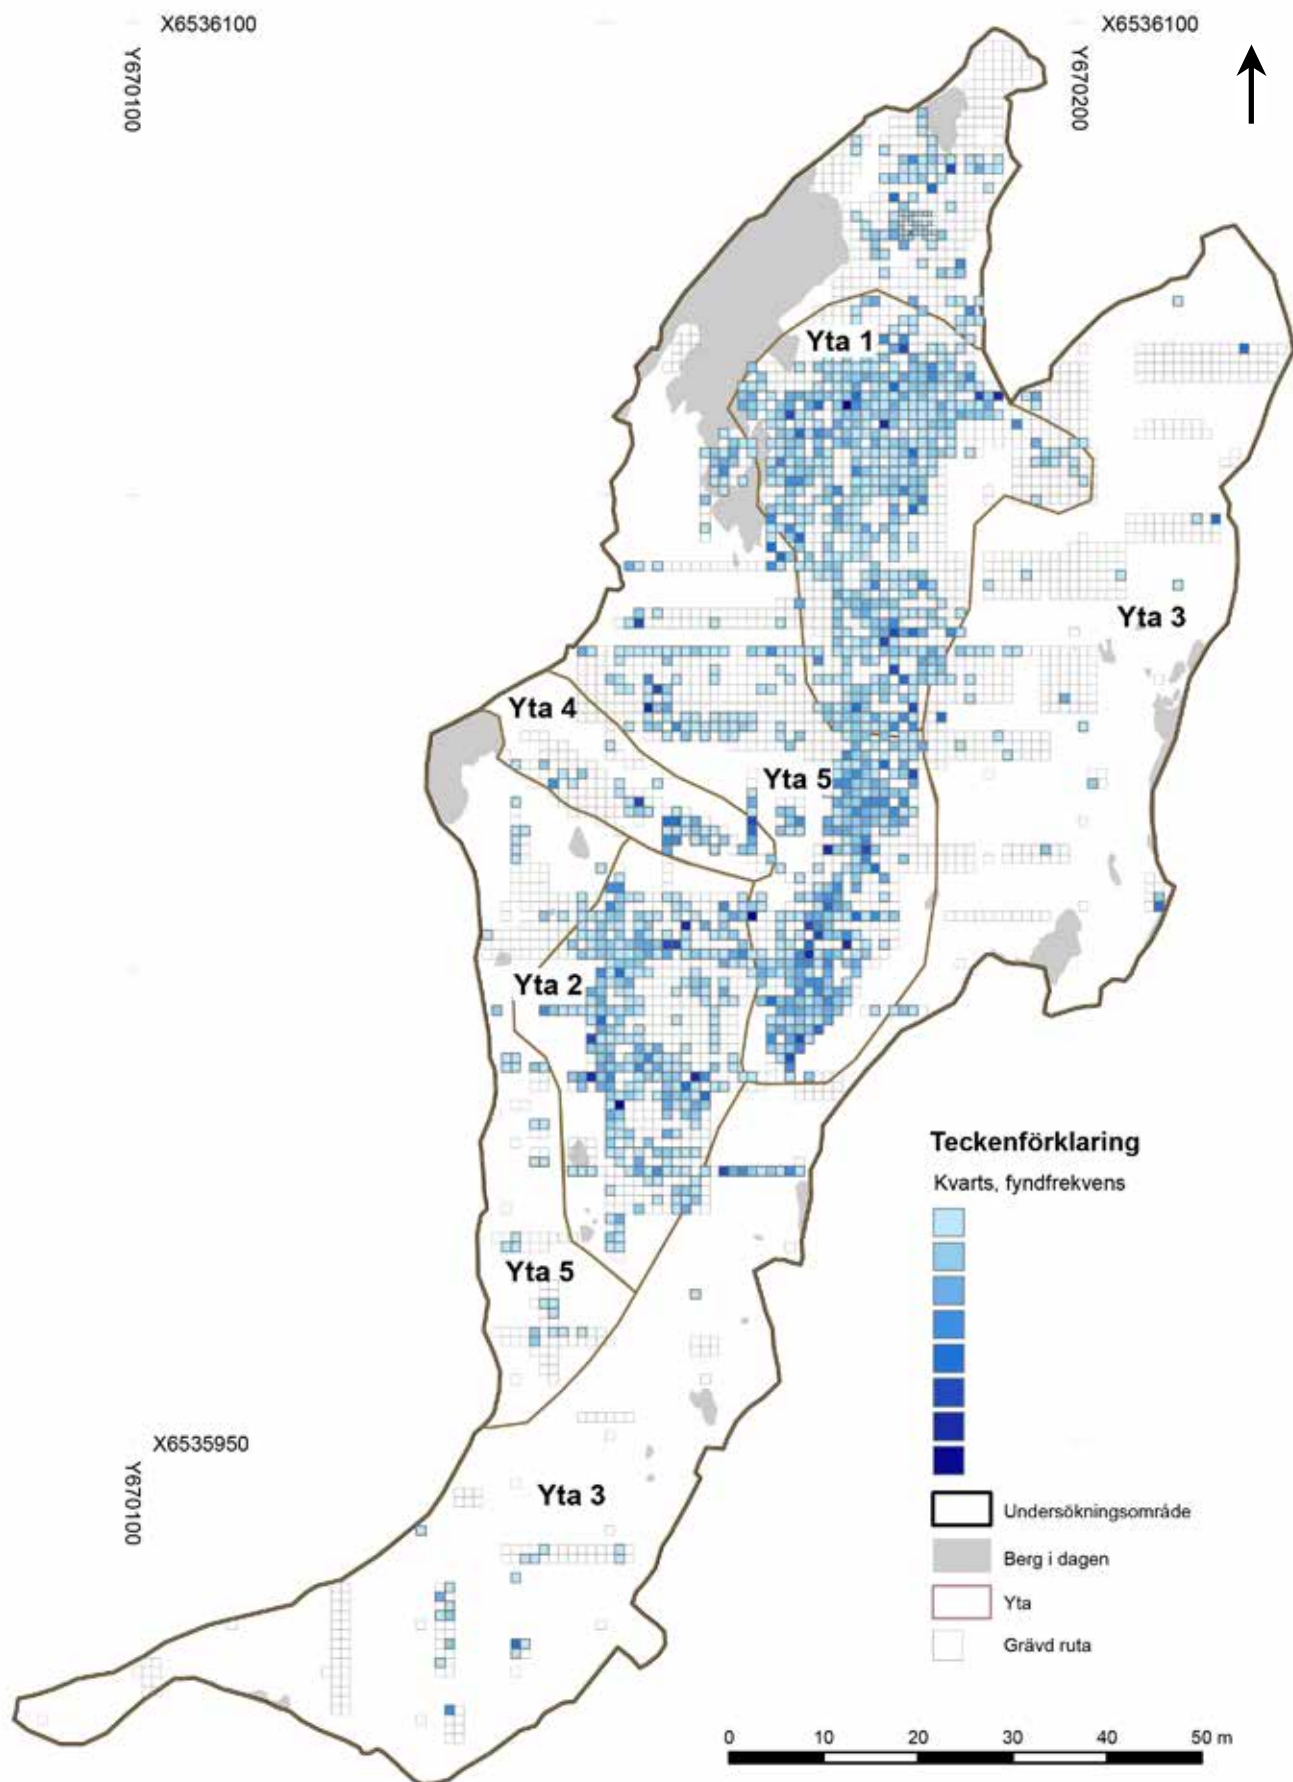 X6536100
X6536100
Y670100
Y670200
Yta 1
Yta 3
Yta 4
Yta 5
Yta 2
Yta 5
X6535950
Y670100
Yta 3
Teckenförklaring
Kvarts, fyndfrekvens
Undersökningsområde
Berg i dagen
Yta
Grävd ruta
0 10 20 30 40 50 m